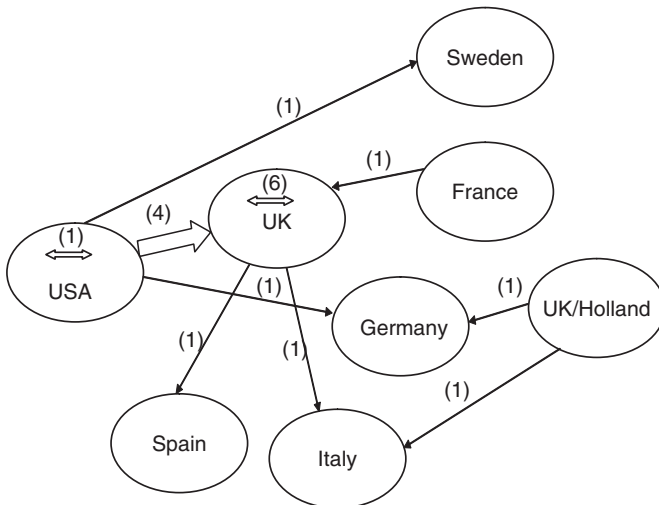 Sweden
(1)
(1)
France
(6)
UK
(4)
(1)
USA
(1)
(1)
UK/Holland
Germany
(1)
(1)
(1)
Spain
Italy